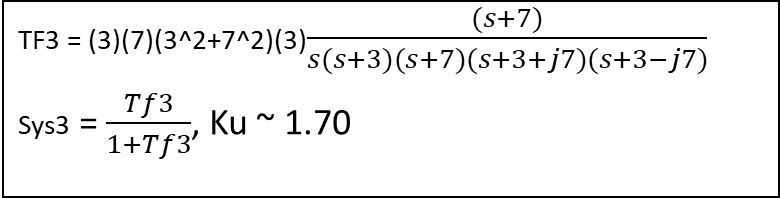 TF3 = (3)(7)(3^2+7^2)(3) (s+7) / s(s+3)(s+7)(s+3+j7)(s+3−j7)
Sys3 = Tf3 / 1+Tf3, Ku ~ 1.70